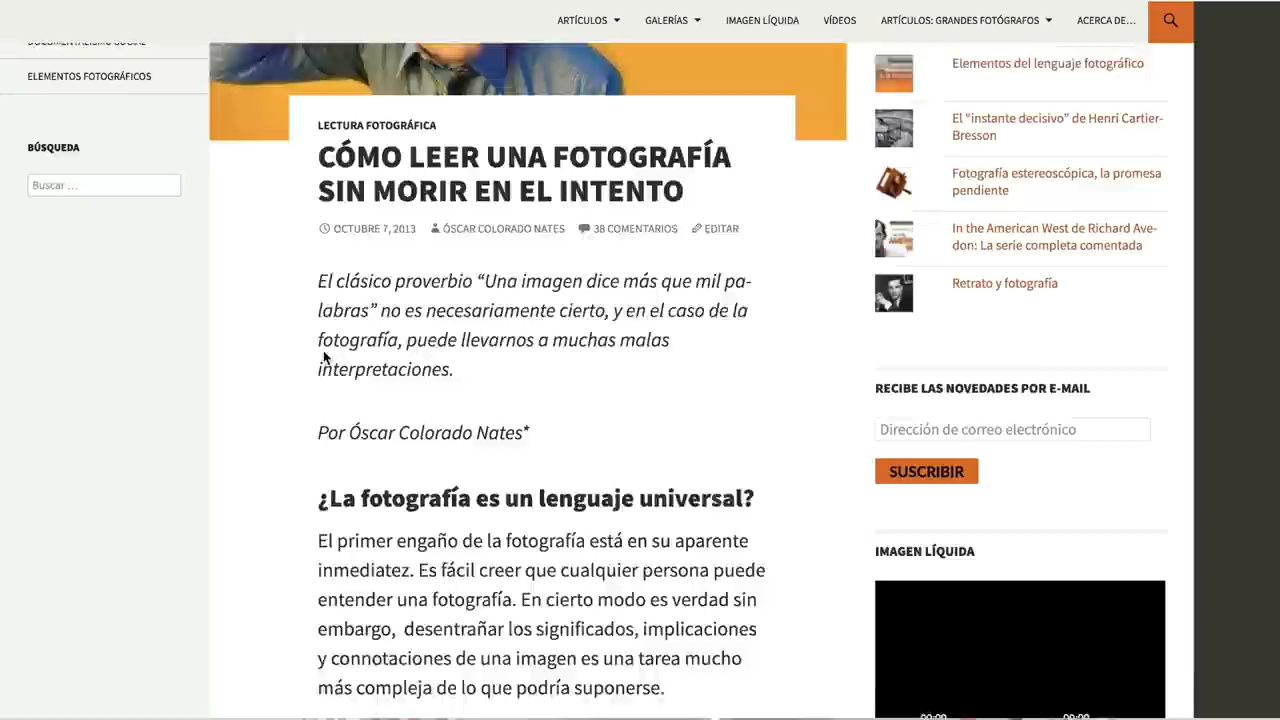 ARTÍCULOS GALERÍAS IMAGEN LÍQUIDA VÍDEOS ARTÍCULOS: GRANDES FOTÓGRAFOS ACERCA DE...
DOCUMENTALISMO SOCIAL
ELEMENTOS FOTOGRÁFICOS
BÚSQUEDA
Buscar ...
LECTURA FOTOGRÁFICA
CÓMO LEER UNA FOTOGRAFÍA
SIN MORIR EN EL INTENTO
OCTUBRE 7, 2013 ÓSCAR COLORADO NATES 38 COMENTARIOS EDITAR
El clásico proverbio “Una imagen dice más que mil pa-
labras” no es necesariamente cierto, y en el caso de la
fotografía, puede llevarnos a muchas malas
interpretaciones.
Por Óscar Colorado Nates*
¿La fotografía es un lenguaje universal?
El primer engaño de la fotografía está en su aparente
inmediatez. Es fácil creer que cualquier persona puede
entender una fotografía. En cierto modo es verdad sin
embargo, desentrañar los significados, implicaciones
y connotaciones de una imagen es una tarea mucho
más compleja de lo que podría suponerse.
Elementos del lenguaje fotográfico
El “instante decisivo” de Henri Cartier-
Bresson
Fotografía estereoscópica, la promesa
pendiente
In the American West de Richard Ave-
don: La serie completa comentada
Retrato y fotografía
RECIBE LAS NOVEDADES POR E-MAIL
Dirección de correo electrónico
SUSCRIBIR
IMAGEN LÍQUIDA